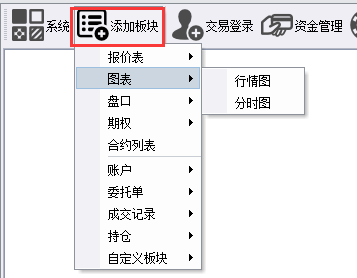 系统 添加板块 交易登录 资金管理
报价表
图表
行情图
盘口
分时图
期权
合约列表
账户
委托单
成交记录
持仓
自定义板块